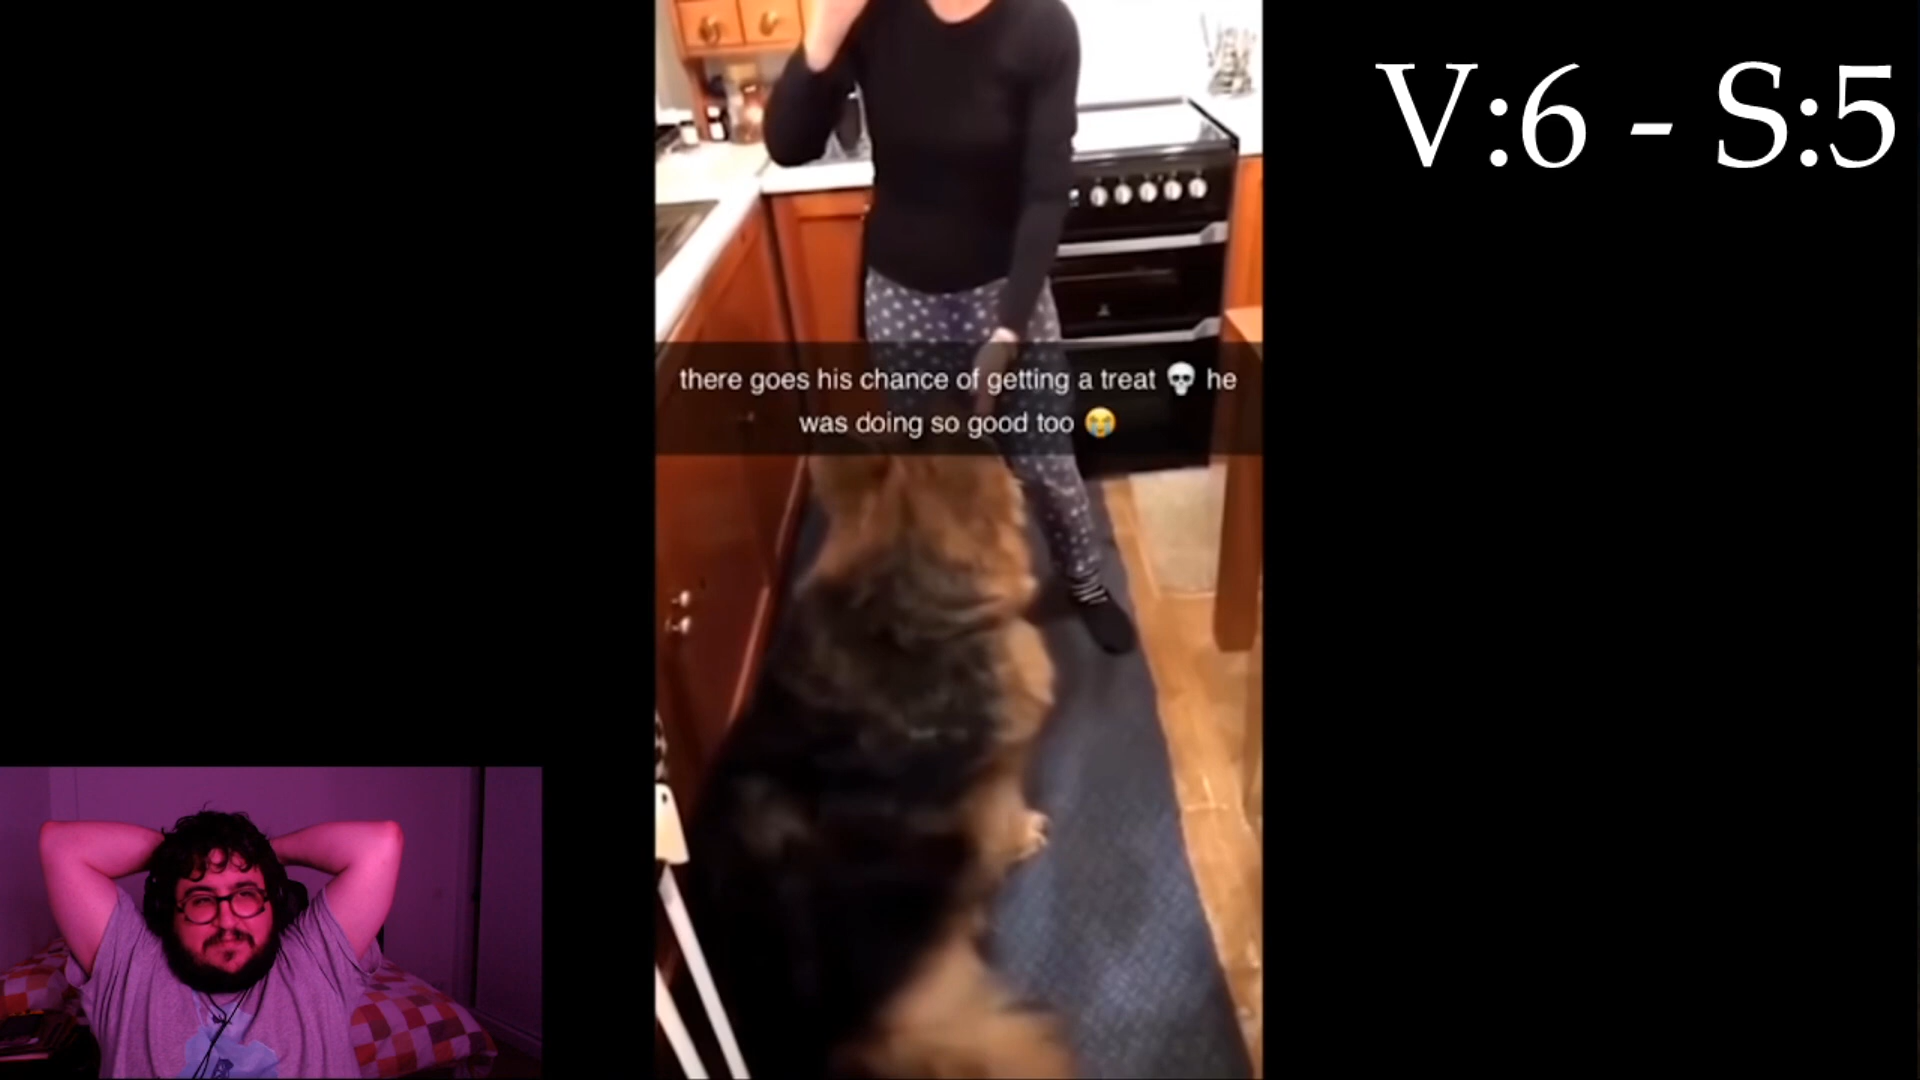 V:6 - S:5
there goes his chance of getting a treat 💀 he
was doing so good too 😭